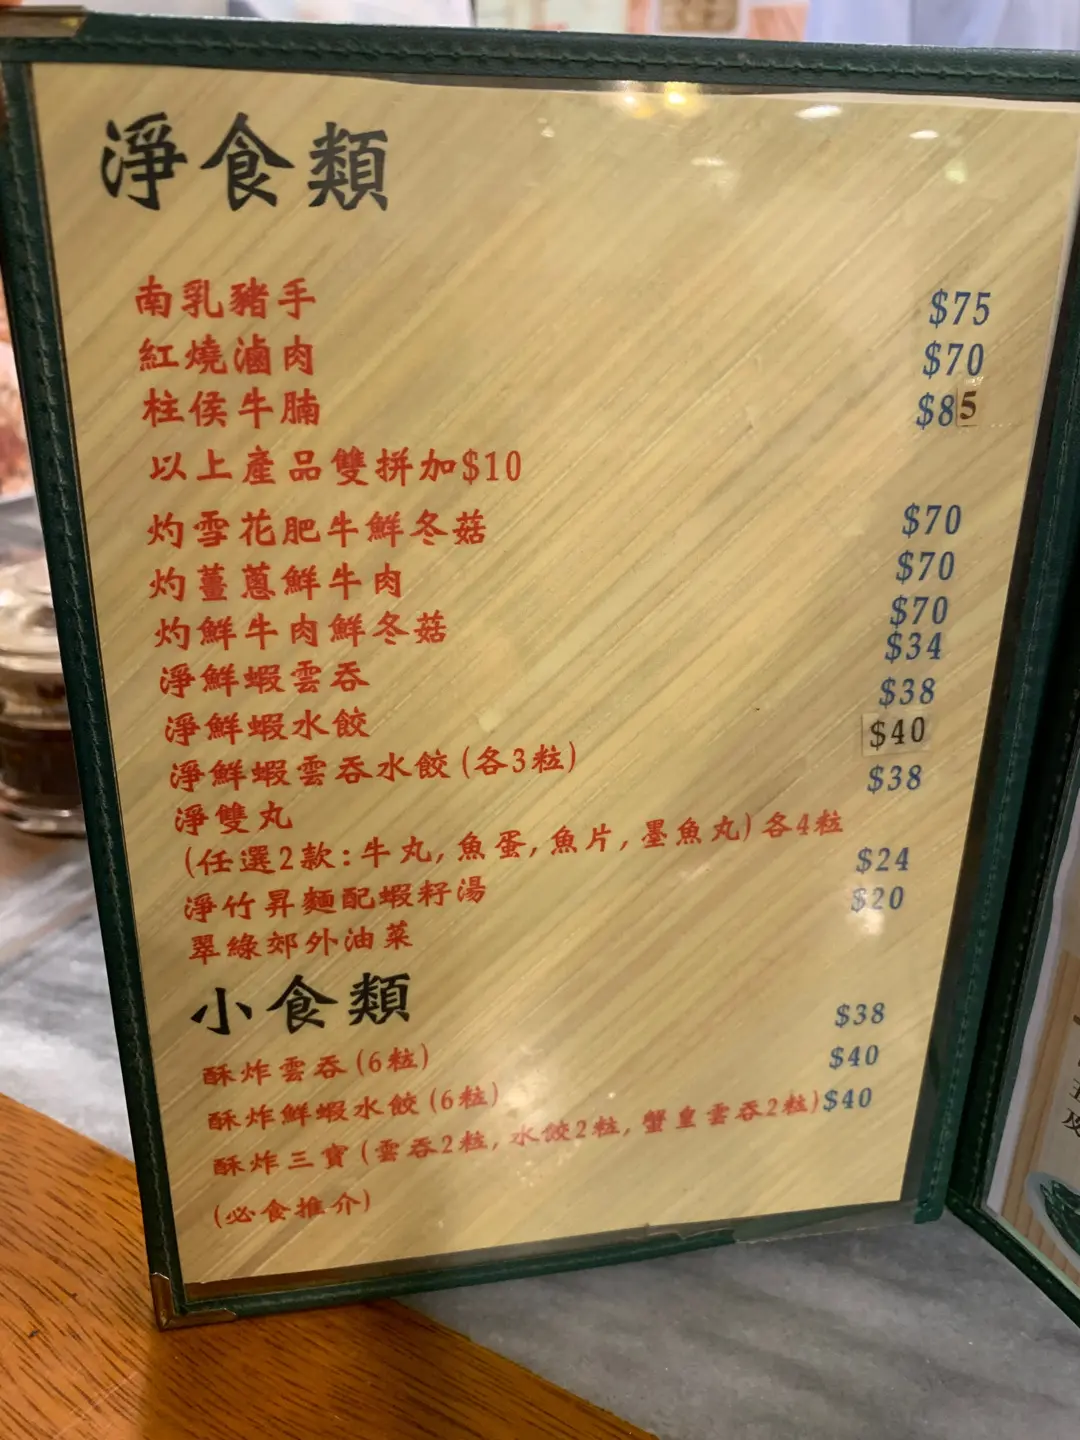 淨食類
南乳豬手 $75
紅燒滷肉 $70
柱侯牛腩 $85
以上產品雙拼加$10
灼雪花肥牛鮮冬菇 $70
灼薑蔥鮮牛肉 $70
灼鮮牛肉鮮冬菇 $70
淨鮮蝦雲吞 $34
淨鮮蝦水餃 $38
淨鮮蝦雲吞水餃(各3粒) $40
淨雙丸 $38
(任選2款:牛丸,魚蛋,魚片,墨魚丸)各4粒
淨竹昇麵配蝦籽湯 $24
翠綠郊外油菜 $20
小食類
酥炸雲吞(6粒) $38
酥炸鮮蝦水餃(6粒) $40
酥炸三寶(雲吞2粒,水餃2粒,蟹皇雲吞2粒)$40
(必食推介)